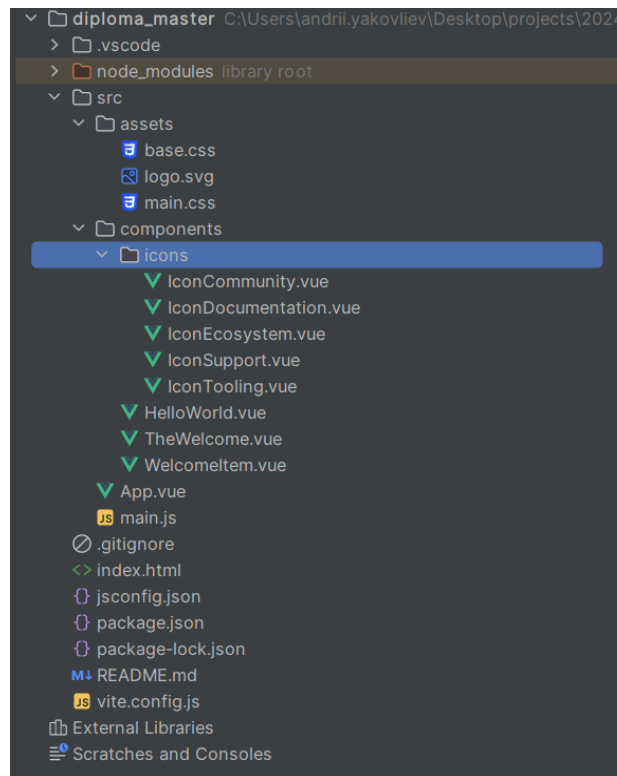 diploma_master C:\Users\andrii.yakovliev\Desktop\projects\2024
.vscode
node_modules library root
src
assets
base.css
logo.svg
main.css
components
icons
IconCommunity.vue
IconDocumentation.vue
IconEcosystem.vue
IconSupport.vue
IconTooling.vue
HelloWorld.vue
TheWelcome.vue
WelcomeItem.vue
App.vue
JS main.js
.gitignore
<> index.html
{} jsconfig.json
{} package.json
{} package-lock.json
M↓ README.md
JS vite.config.js
External Libraries
Scratches and Consoles